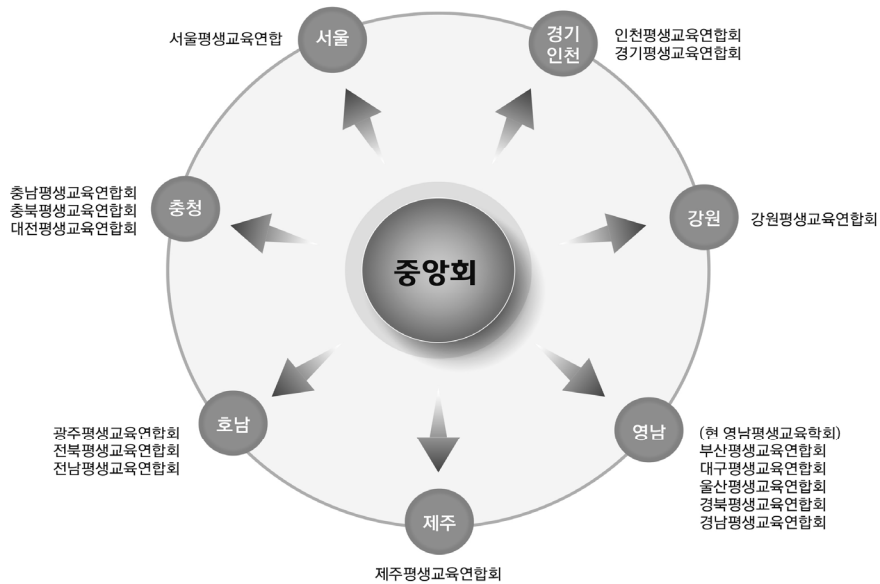 서울평생교육연합
서울
경기
인천
인천평생교육연합회
경기평생교육연합회
충남평생교육연합회
충북평생교육연합회
대전평생교육연합회
충청
강원
강원평생교육연합회
중앙회
광주평생교육연합회
전북평생교육연합회
전남평생교육연합회
호남
영남
(현 영남평생교육학회)
부산평생교육연합회
대구평생교육연합회
울산평생교육연합회
경북평생교육연합회
경남평생교육연합회
제주
제주평생교육연합회